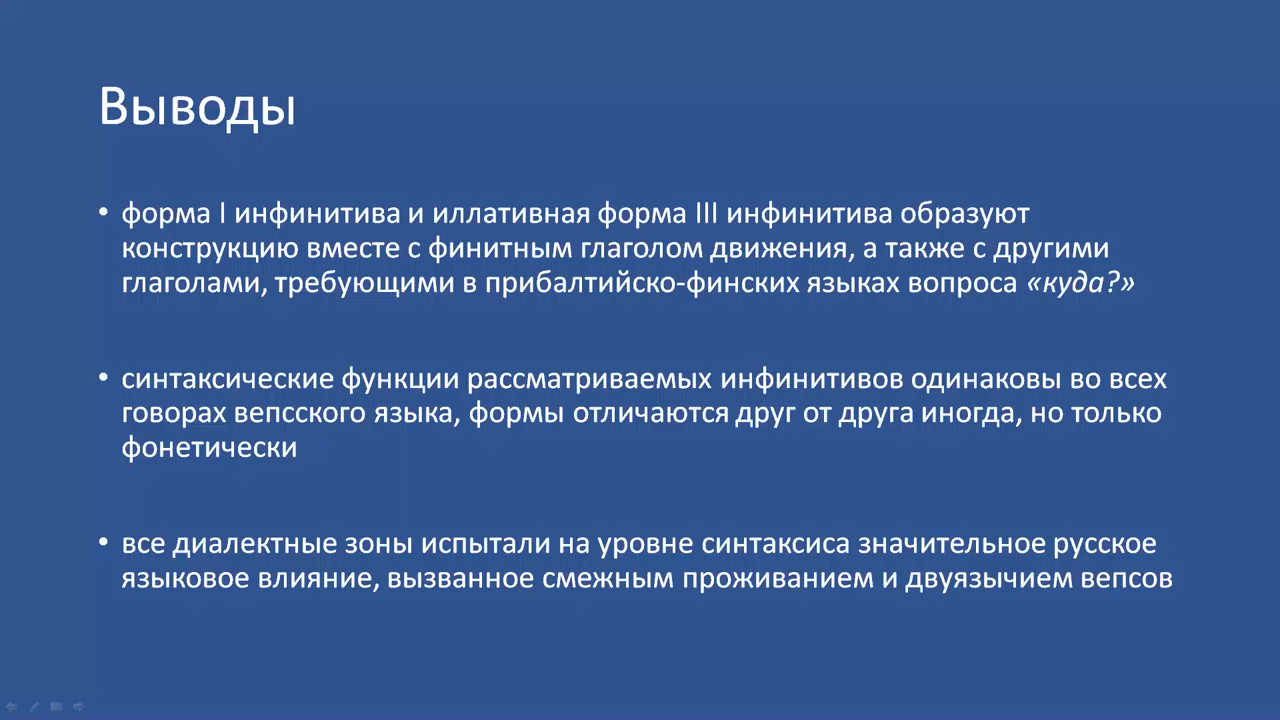 Выводы
• форма I инфинитива и иллативная форма III инфинитива образуют
конструкцию вместе с финитным глаголом движения, а также с другими
глаголами, требующими в прибалтийско-финских языках вопроса «куда?»
• синтаксические функции рассматриваемых инфинитивов одинаковы во всех
говорах вепсского языка, формы отличаются друг от друга иногда, но только
фонетически
• все диалектные зоны испытали на уровне синтаксиса значительное русское
языковое влияние, вызванное смежным проживанием и двуязычием вепсов